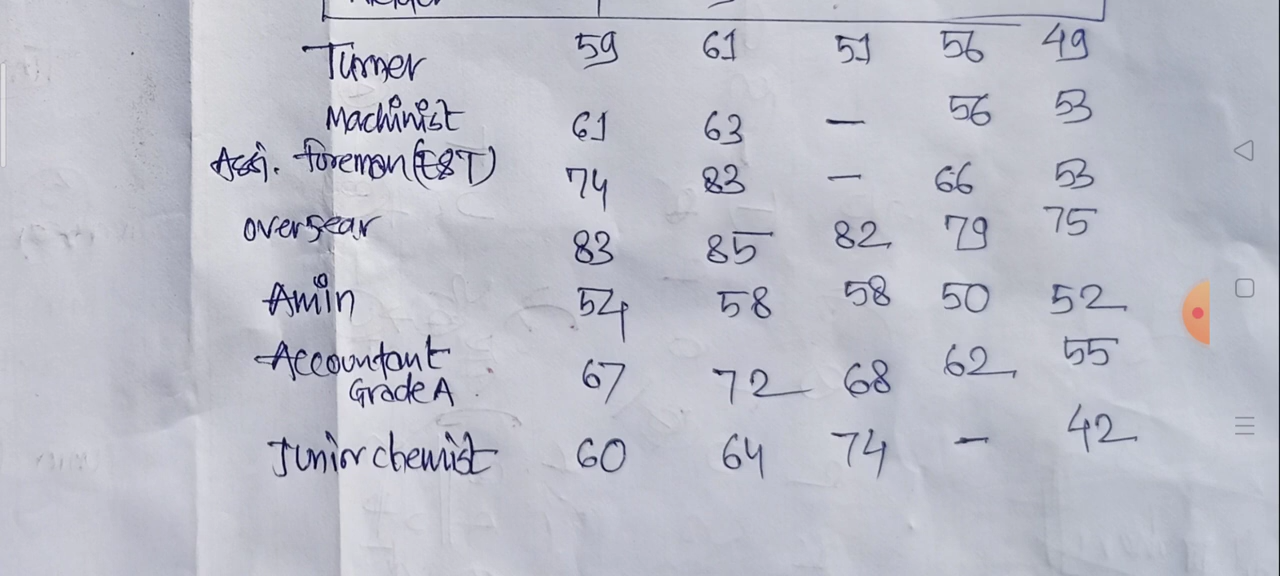 Turner 59 61 51 56 49
Machinist 61 63 — 56 53
Assi. foreman (E&T) 74 83 — 66 53
oversear 83 85 82 79 75
Amin 54 58 58 50 52
Accountant 67 72 68 62 55
Grade A
Junior chemist 60 64 74 — 42